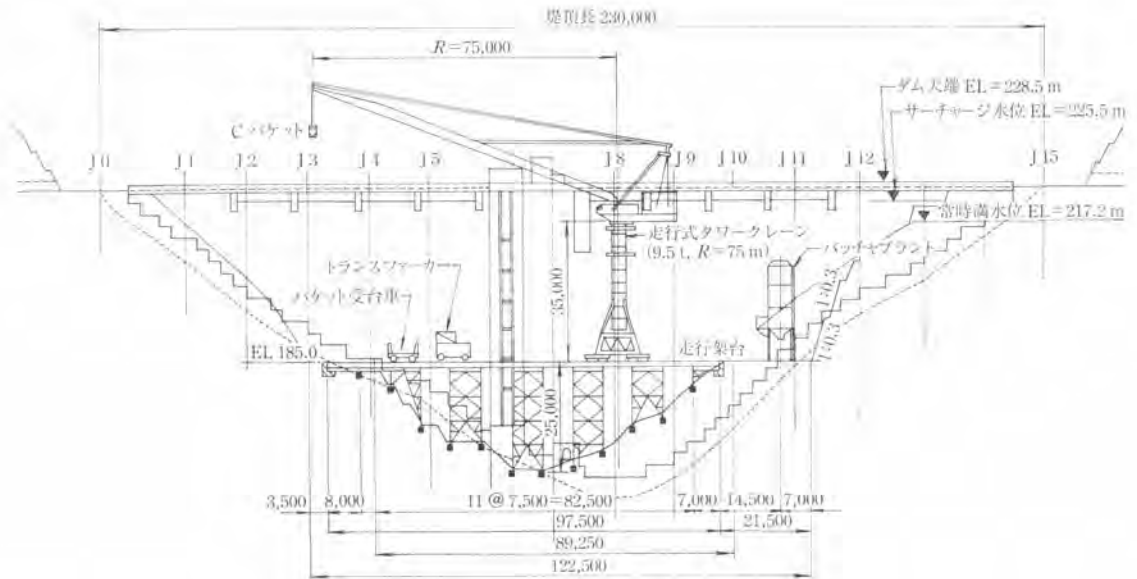 堤頂長 230,000
R=75,000
ダム天端 EL=228.5 m
サーチャージ水位 EL=225.5 m
Cバケット
J0 J1 J2 J3 J4 J5 J8 J9 J10 J11 J12 J15
常時満水位 EL=217.2 m
走行式タワークレーン
(9.5 t, R=75 m)
バッチャプラント
トランスファーカー
バケット受台車
35,000
1:0.3
1:0.3
EL 185.0
走行架台
25,000
3,500 8,000 11 @ 7,500=82,500 7,000 14,500 7,000
97,500 21,500
89,250
122,500